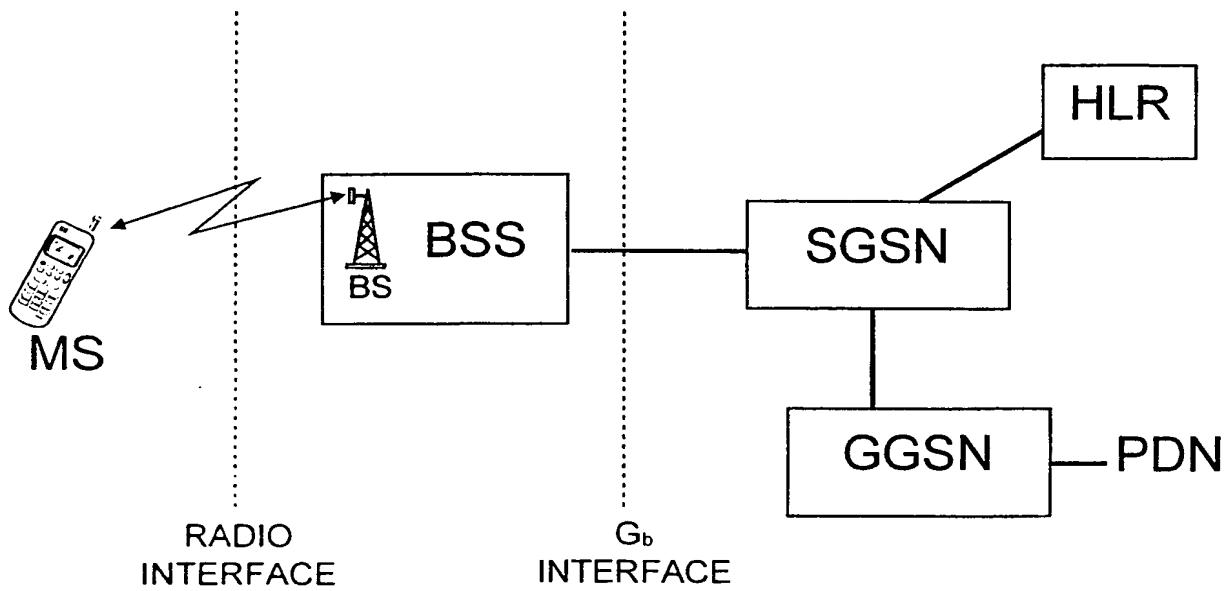 HLR
BSS
SGSN
BS
MS
GGSN
PDN
RADIO
INTERFACE
Gb
INTERFACE